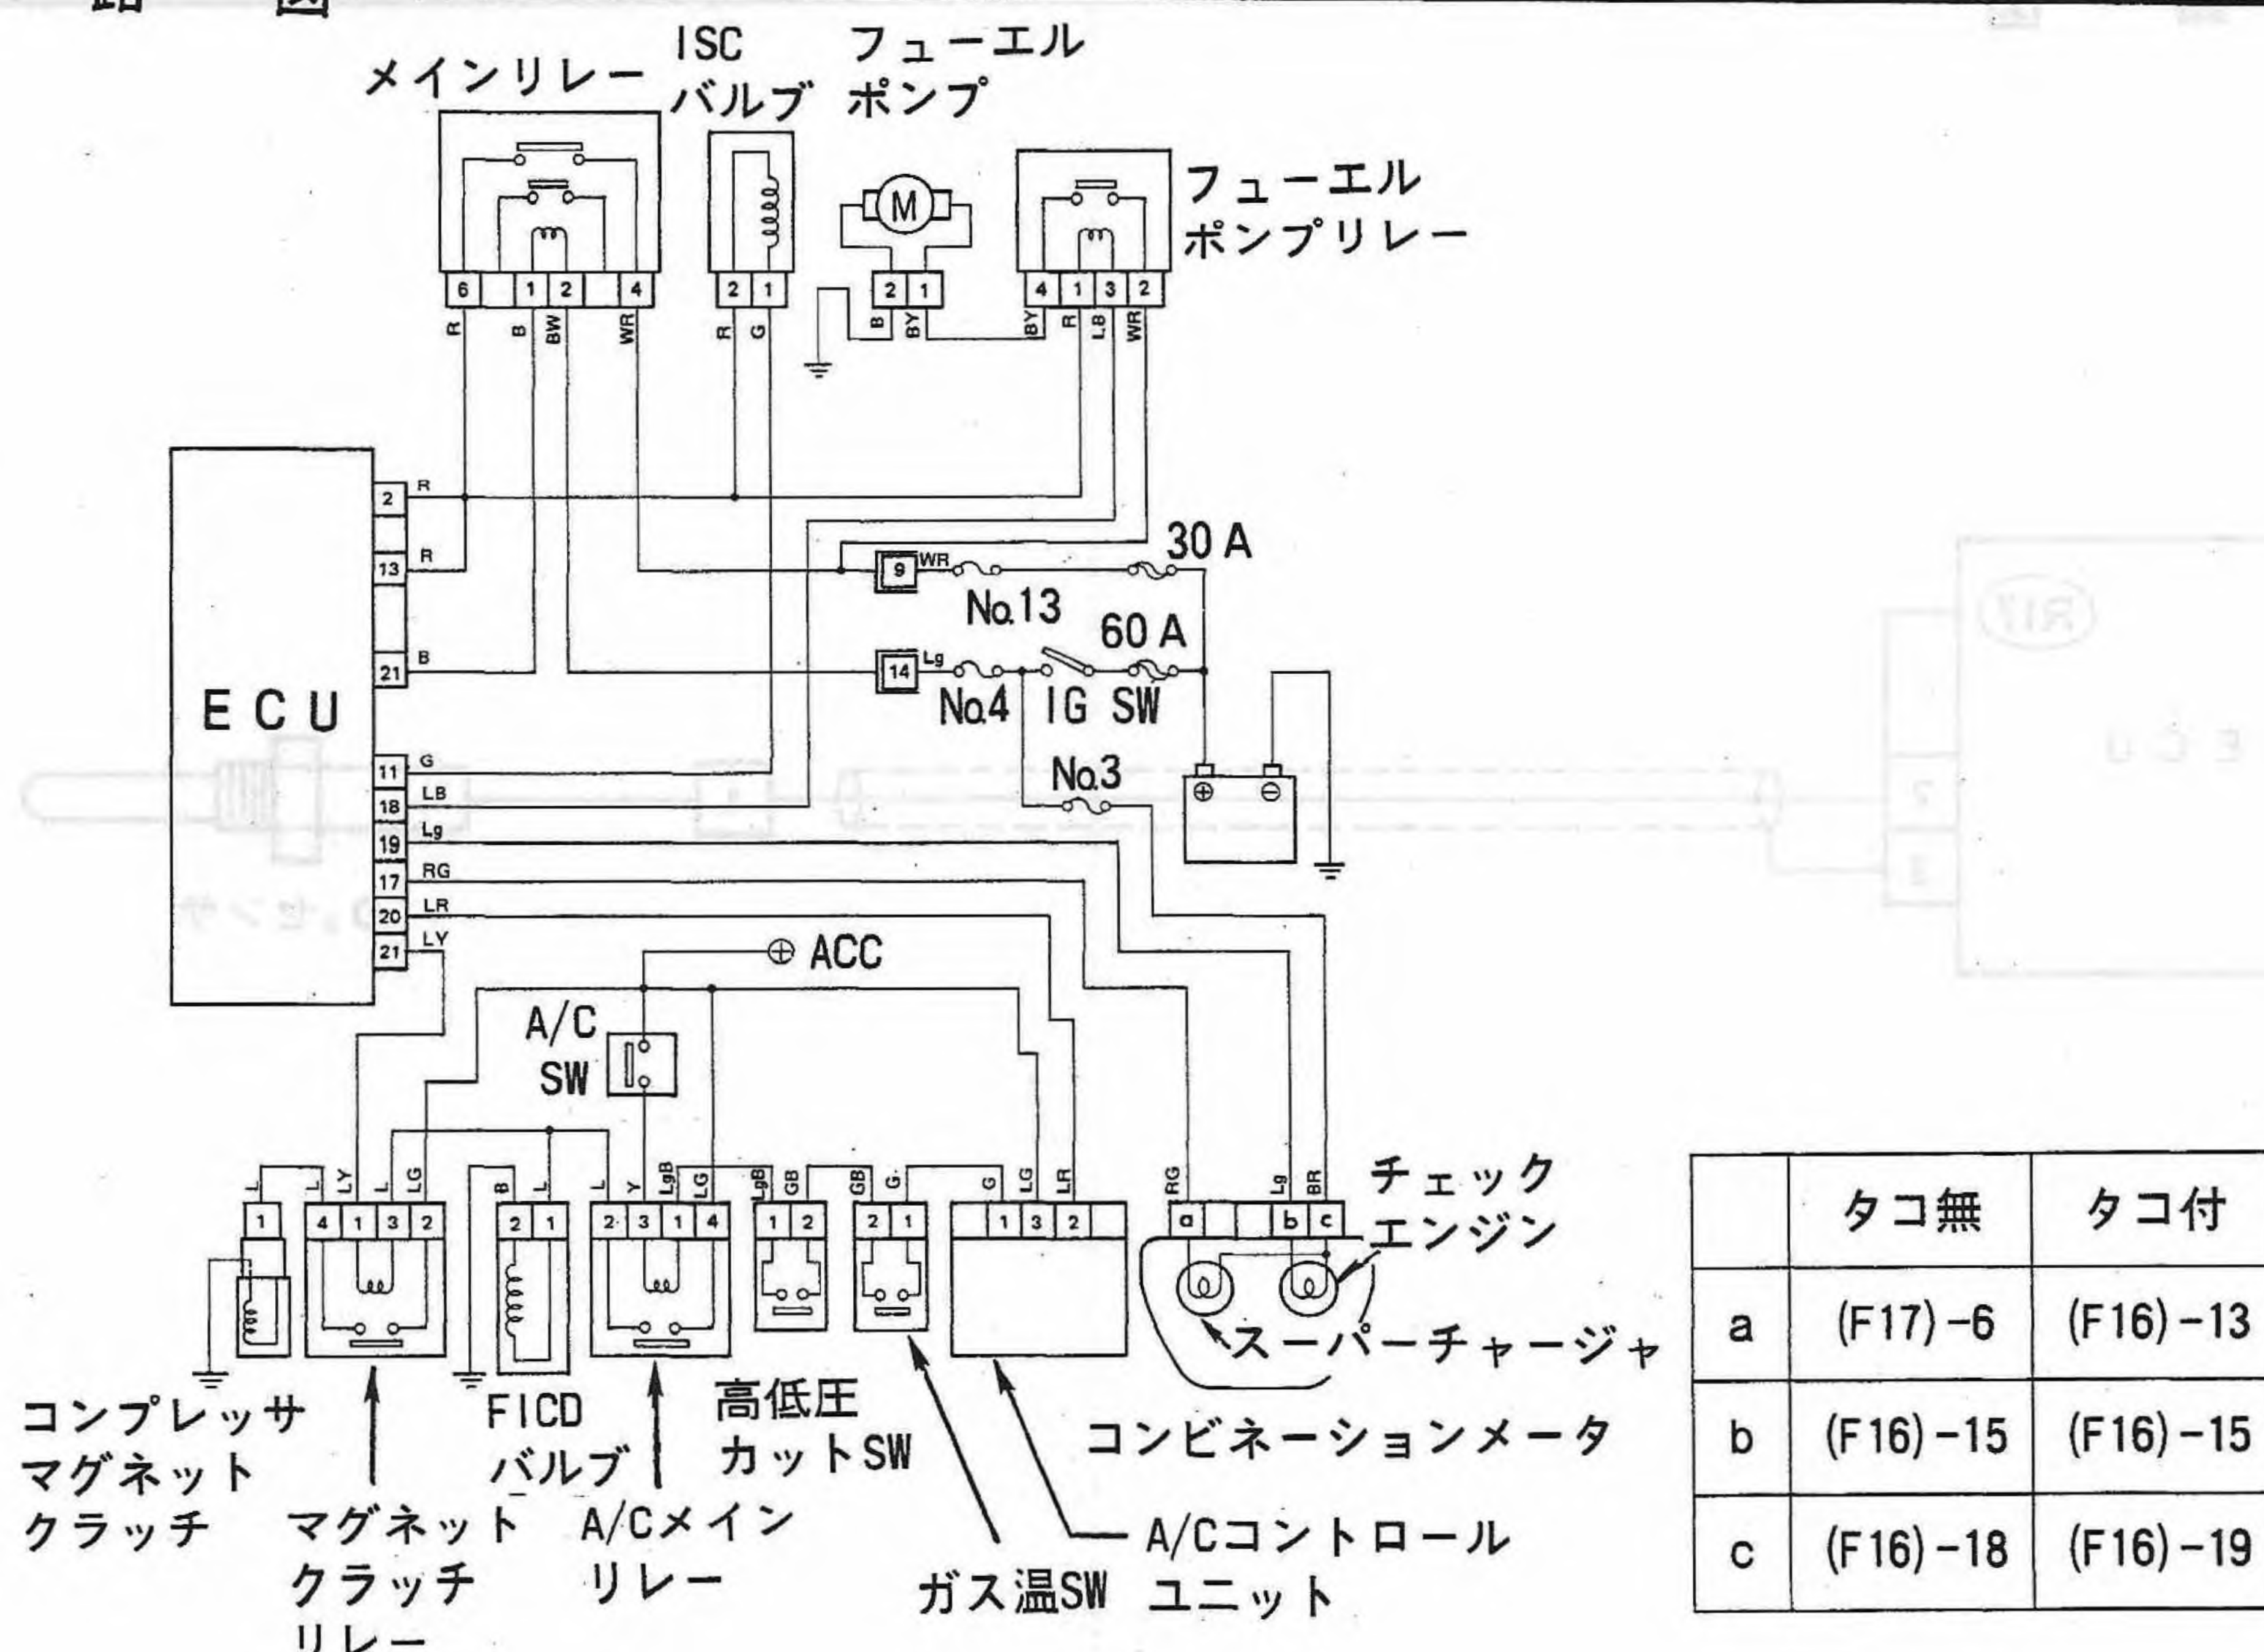 路 図
メインリレー
ISC
バルブ
フューエル
ポンプ
M
フューエル
ポンプリレー
6 1 2 4
2 1
2 1
4 1 3 2
R B BW WR
R G
B BY
BY R LB WR
ECU
2 R
13 R
21 B
11 G
18 LB
19 Lg
17 RG
20 LR
21 LY
9 WR
No.13
30 A
14 Lg
No.4
IG SW
60 A
No.3
⊕ ⊖
⊕ ACC
A/C
SW
L
L LY L LG
B L
L Y LgB LG
LgB GB
GB G
G LG LR
RG Lg BR
1
4 1 3 2
2 1
2 3 1 4
1 2
2 1
1 3 2
a b c
チェック
エンジン
スーパーチャージャ
コンビネーションメータ
コンプレッサ
マグネット
クラッチ
マグネット
クラッチ
リレー
FICD
バルブ
A/Cメイン
リレー
高低圧
カットSW
ガス温SW
A/Cコントロール
ユニット
タコ無 タコ付
a (F17)-6 (F16)-13
b (F16)-15 (F16)-15
c (F16)-18 (F16)-19